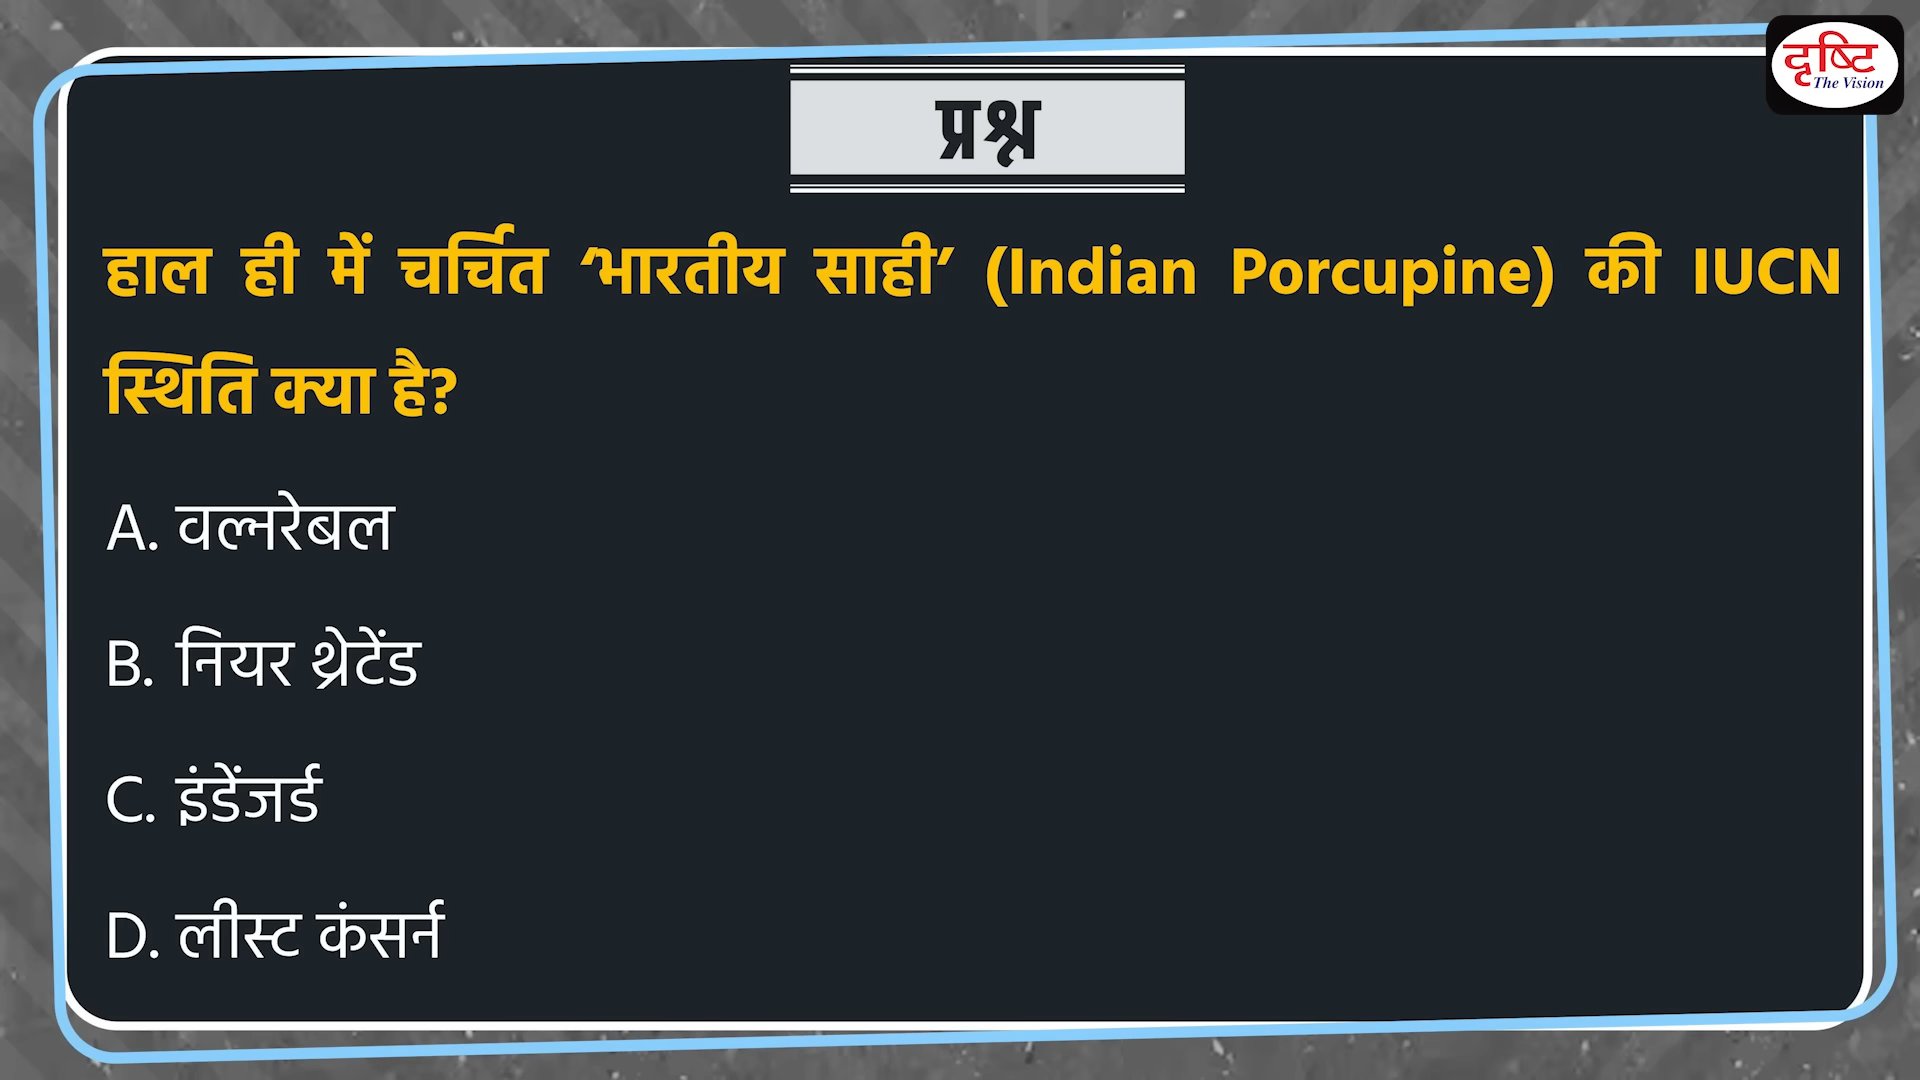 दृष्टि
The Vision
प्रश्न
हाल ही में चर्चित ‘भारतीय साही’ (Indian Porcupine) की IUCN
स्थिति क्या है?
A. वल्नरेबल
B. नियर थ्रेटेंड
C. इंडेंजर्ड
D. लीस्ट कंसर्न